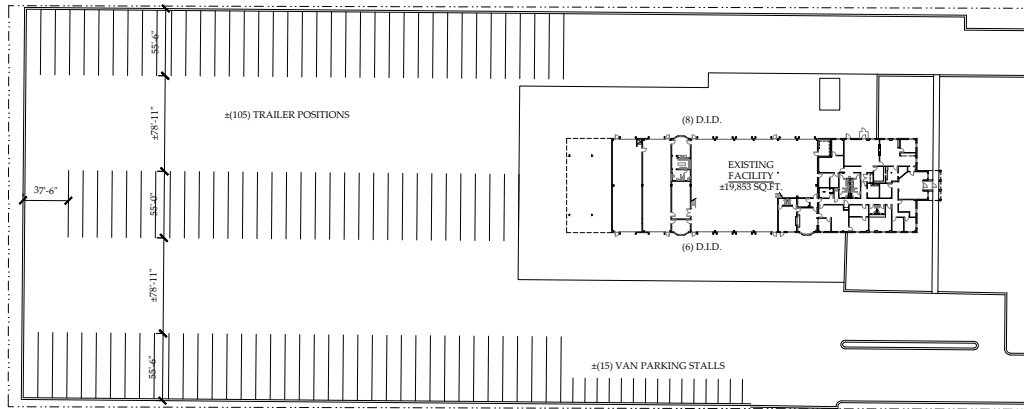 55'-6"
±78'-11"
±(105) TRAILER POSITIONS
(8) D.I.D.
EXISTING
FACILITY
±19,853 SQ.FT.
37'-6"
55'-0"
(6) D.I.D.
±78'-11"
55'-6"
±(15) VAN PARKING STALLS